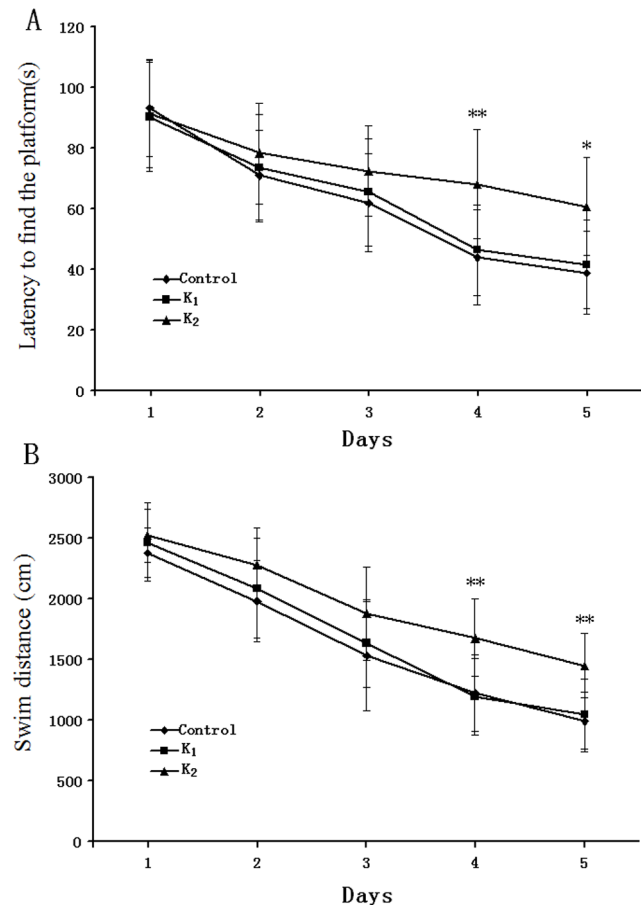 A
Latency to find the platform(s)
120
100
80
60
40
20
0
**
*
Control
K₁
K₂
1 2 3 4 5
Days
B
Swim distance (cm)
3000
2500
2000
1500
1000
500
0
**
**
Control
K₁
K₂
1 2 3 4 5
Days